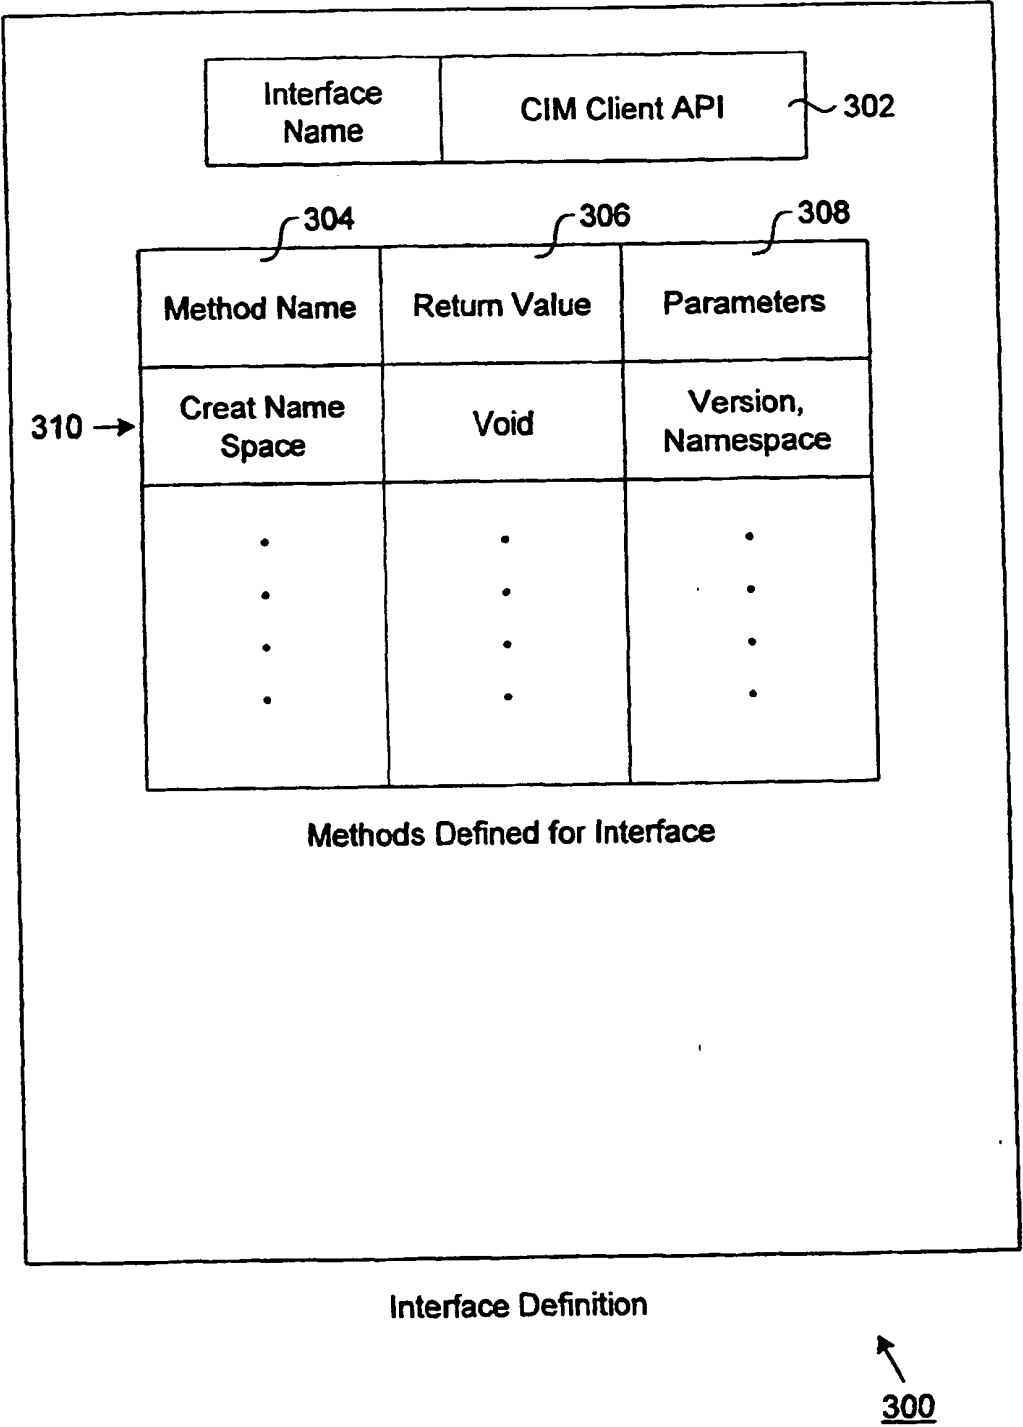 Interface
Name
CIM Client API
302
304
306
308
Method Name
Return Value
Parameters
310
Creat Name
Space
Void
Version,
Namespace
Methods Defined for Interface
Interface Definition
300